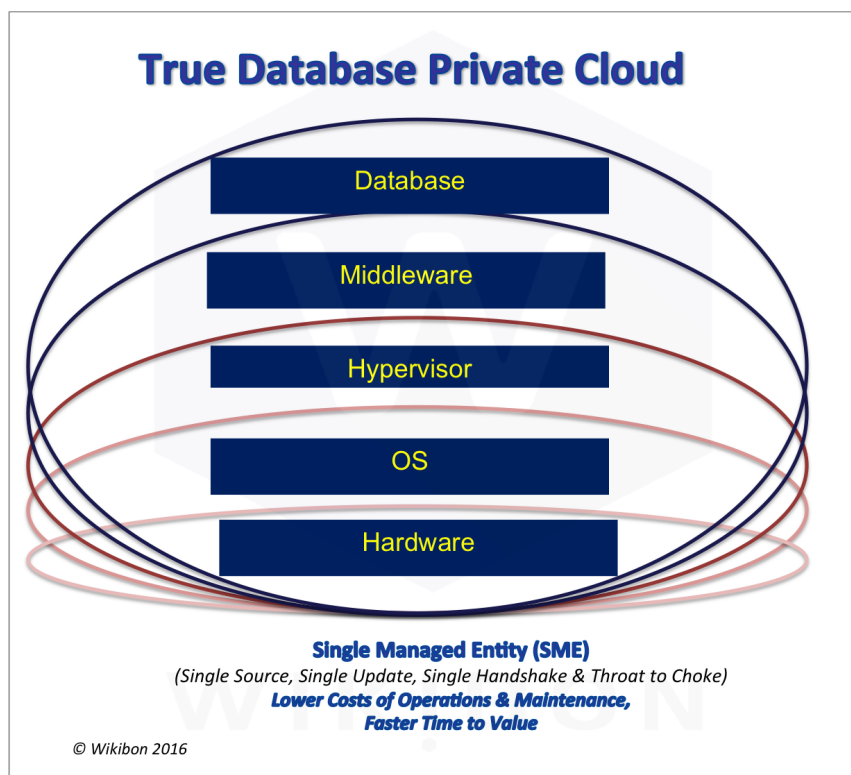 True Database Private Cloud
Database
Middleware
Hypervisor
OS
Hardware
Single Managed Entity (SME)
(Single Source, Single Update, Single Handshake & Throat to Choke)
Lower Costs of Operations & Maintenance,
Faster Time to Value
WIKIBON
© Wikibon 2016